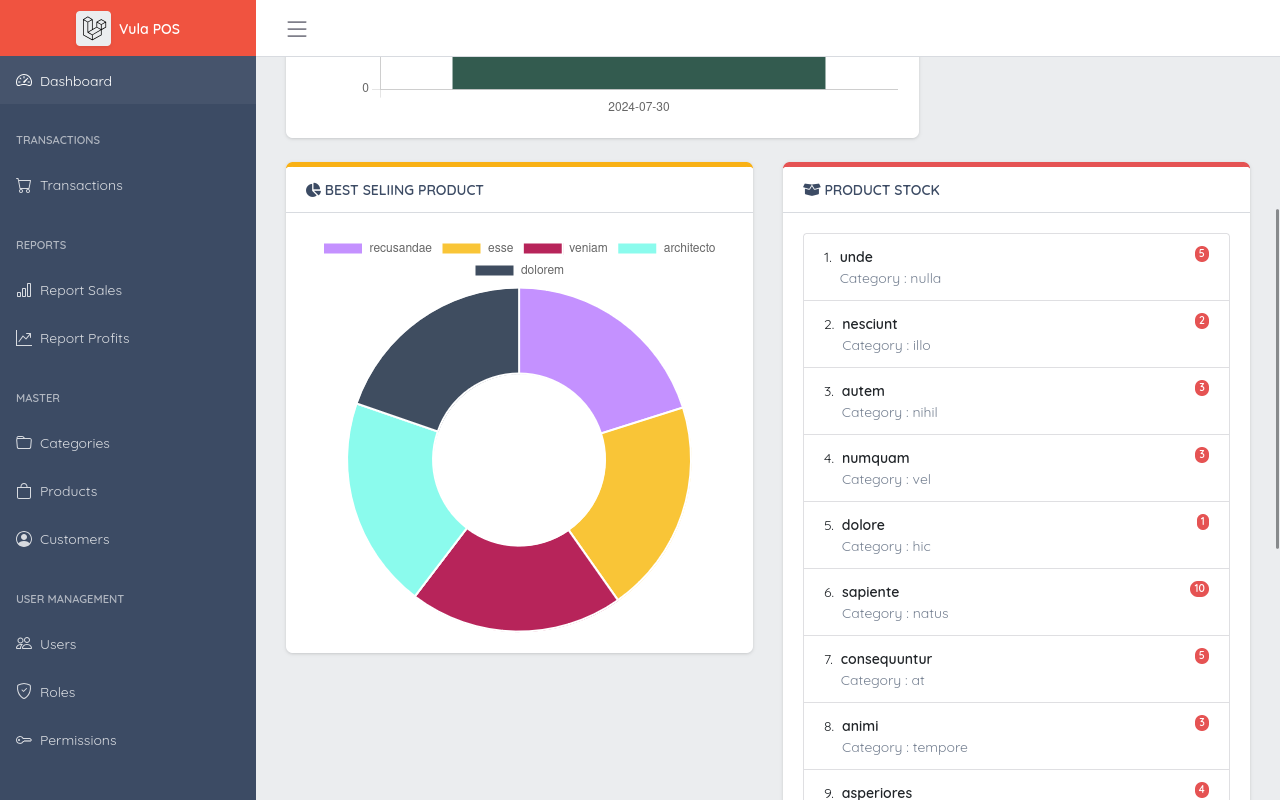 Vula POS
Dashboard
TRANSACTIONS
Transactions
REPORTS
Report Sales
Report Profits
MASTER
Categories
Products
Customers
USER MANAGEMENT
Users
Roles
Permissions
0
2024-07-30
BEST SELIING PRODUCT
recusandae esse veniam architecto
dolorem
PRODUCT STOCK
1. unde 5
Category : nulla
2. nesciunt 2
Category : illo
3. autem 3
Category : nihil
4. numquam 3
Category : vel
5. dolore 1
Category : hic
6. sapiente 10
Category : natus
7. consequuntur 5
Category : at
8. animi 3
Category : tempore
9. asperiores 4